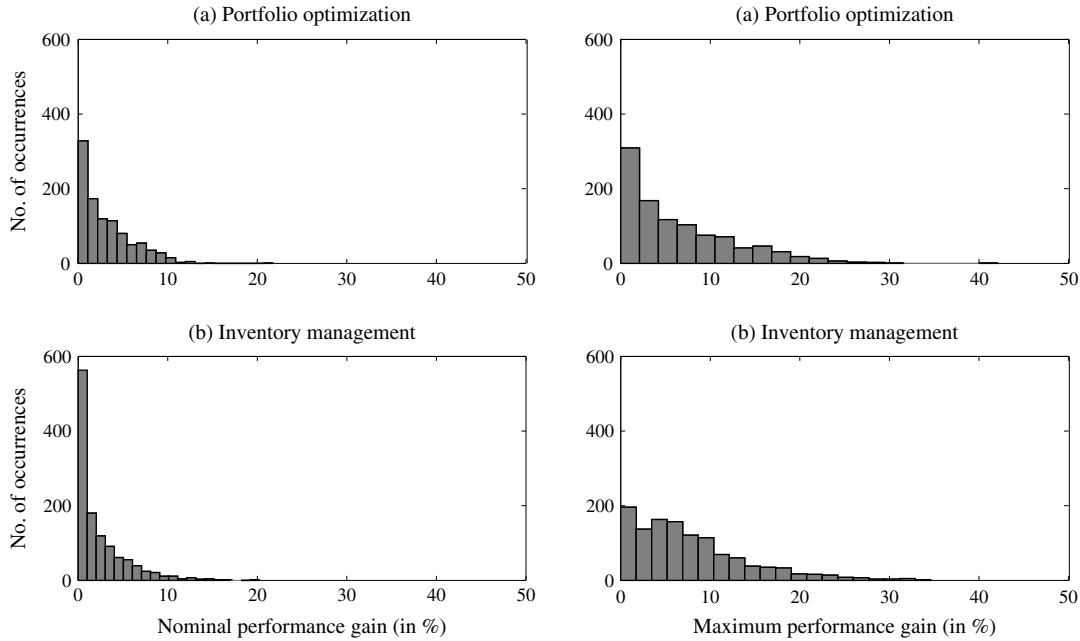 (a) Portfolio optimization
600
400
200
0
0 10 20 30 40 50
No. of occurrences
(a) Portfolio optimization
600
400
200
0
0 10 20 30 40 50
(b) Inventory management
600
400
200
0
0 10 20 30 40 50
No. of occurrences
Nominal performance gain (in %)
(b) Inventory management
600
400
200
0
0 10 20 30 40 50
Maximum performance gain (in %)